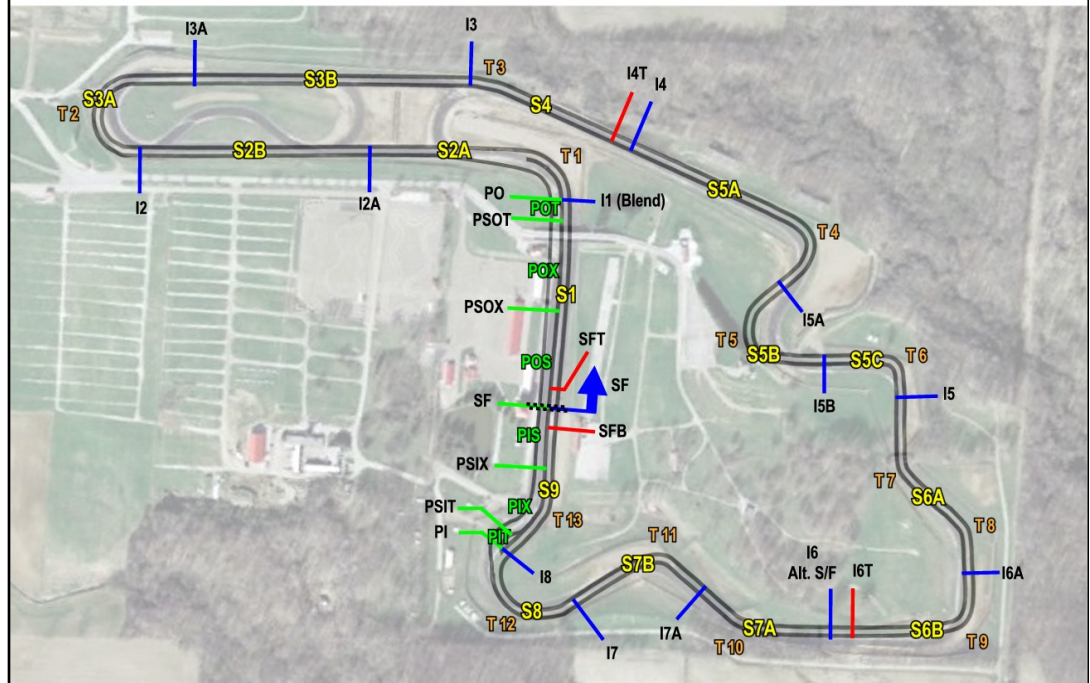 I3A
I3
T 3
S3B
I4T
I4
S3A
S4
T 2
S2B
S2A
T 1
S5A
PO
I1 (Blend)
POT
I2
I2A
PSOT
T 4
POX
S1
PSOX
I5A
SFT
T 5
POS
S5B
S5C
T 6
SF
SF
I5B
I5
PIS
SFB
PSIX
T 7
S9
S6A
PSIT
PIX
T 13
T 8
PI
PIT
T 11
I6
Alt. S/F
I6T
I8
S7B
I6A
S8
T 12
I7
I7A
T 10
S7A
S6B
T 9